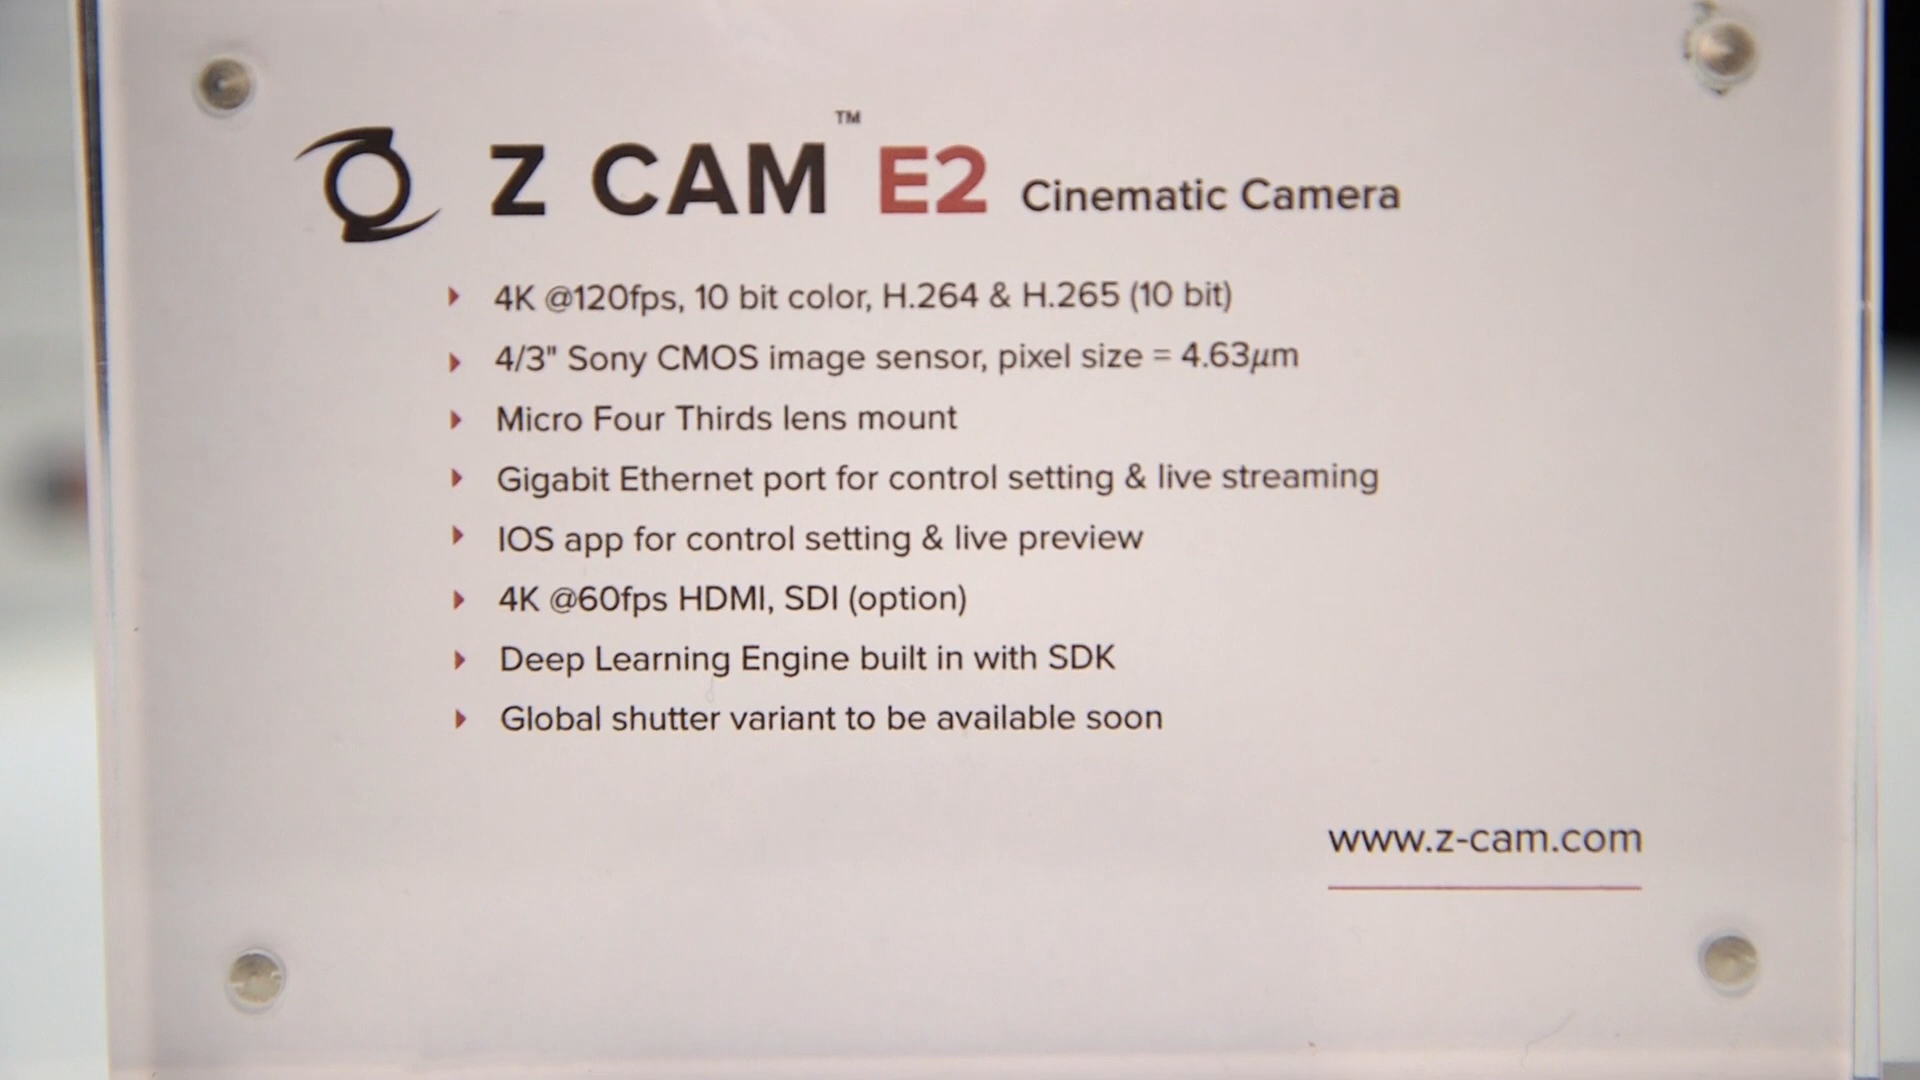 Z CAM™ E2 Cinematic Camera
4K @120fps, 10 bit color, H.264 & H.265 (10 bit)
4/3" Sony CMOS image sensor, pixel size = 4.63µm
Micro Four Thirds lens mount
Gigabit Ethernet port for control setting & live streaming
IOS app for control setting & live preview
4K @60fps HDMI, SDI (option)
Deep Learning Engine built in with SDK
Global shutter variant to be available soon
www.z-cam.com